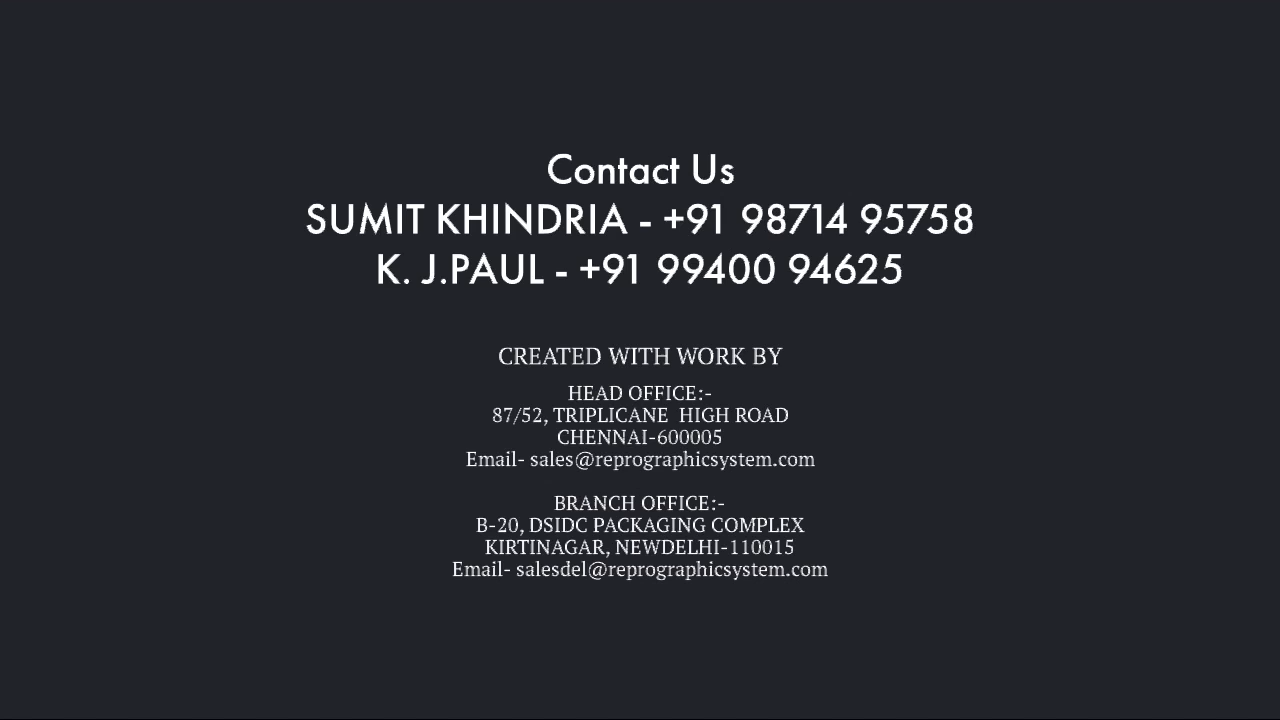 Contact Us
SUMIT KHINDRIA - +91 98714 95758
K. J.PAUL - +91 99400 94625
CREATED WITH WORK BY
HEAD OFFICE:-
87/52, TRIPLICANE  HIGH ROAD
CHENNAI-600005
Email- sales@reprographicsystem.com
BRANCH OFFICE:-
B-20, DSIDC PACKAGING COMPLEX
KIRTINAGAR, NEWDELHI-110015
Email- salesdel@reprographicsystem.com